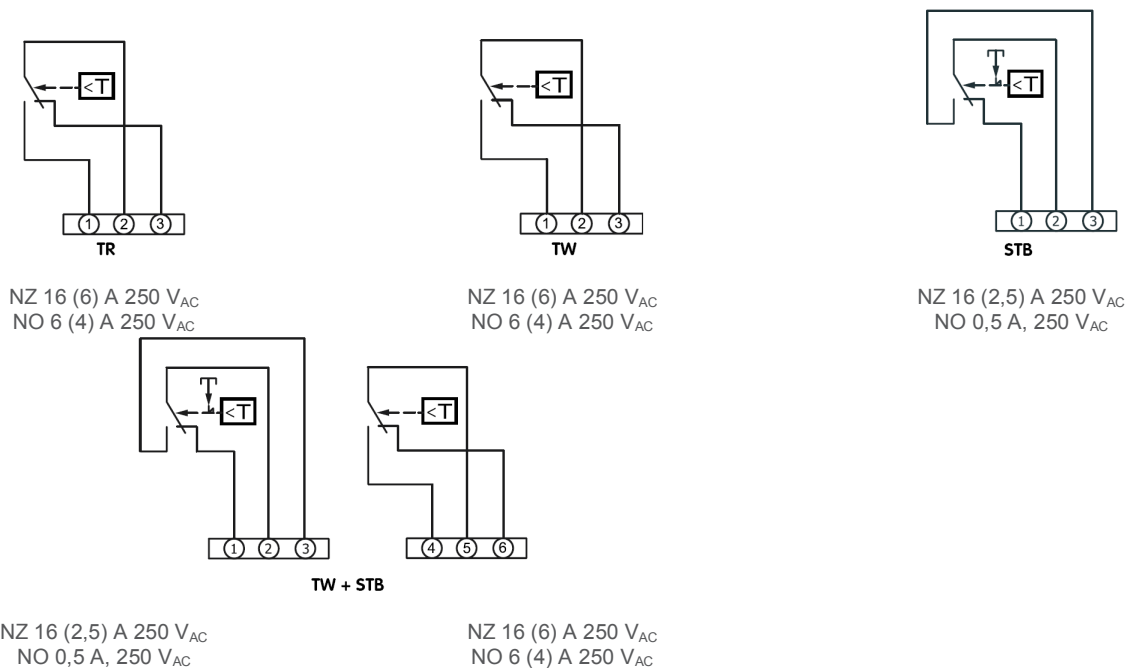 <T
<T
<T
1 2 3
TR
1 2 3
TW
1 2 3
STB
NZ 16 (6) A 250 VAC
NO 6 (4) A 250 VAC
NZ 16 (6) A 250 VAC
NO 6 (4) A 250 VAC
NZ 16 (2,5) A 250 VAC
NO 0,5 A, 250 VAC
<T
<T
1 2 3
4 5 6
TW + STB
NZ 16 (2,5) A 250 VAC
NO 0,5 A, 250 VAC
NZ 16 (6) A 250 VAC
NO 6 (4) A 250 VAC